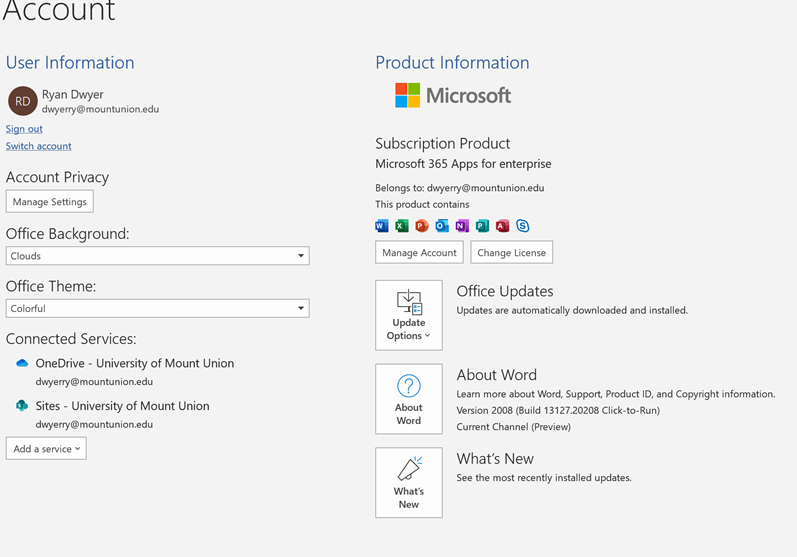 Account
User Information
RD
Ryan Dwyer
dwyerry@mountunion.edu
Sign out
Switch account
Account Privacy
Manage Settings
Office Background:
Clouds
Office Theme:
Colorful
Connected Services:
OneDrive - University of Mount Union
dwyerry@mountunion.edu
Sites - University of Mount Union
dwyerry@mountunion.edu
Add a service
Product Information
Microsoft
Subscription Product
Microsoft 365 Apps for enterprise
Belongs to: dwyerry@mountunion.edu
This product contains
W X P O N P A S
Manage Account Change License
Update
Options
Office Updates
Updates are automatically downloaded and installed.
About
Word
About Word
Learn more about Word, Support, Product ID, and Copyright information.
Version 2008 (Build 13127.20208 Click-to-Run)
Current Channel (Preview)
What's
New
What's New
See the most recently installed updates.